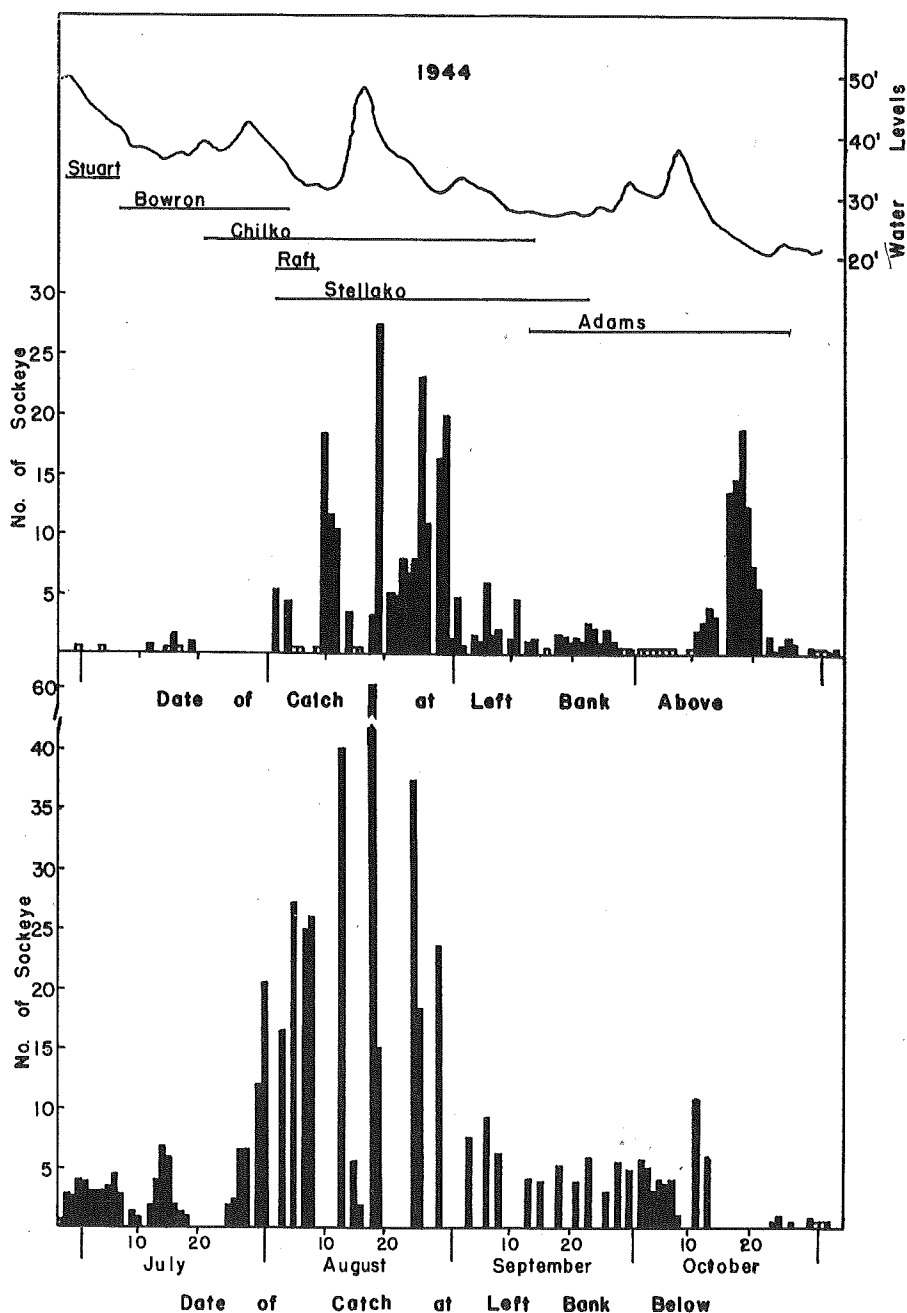 1944
50'
40'
30'
20'
Water Levels
Stuart
Bowron
Chilko
Raft
Stellako
Adams
30
25
20
15
10
5
No. of Sockeye
Date of Catch at Left Bank Above
60
40
35
30
25
20
15
10
5
No. of Sockeye
10 20 10 20 10 20 10 20
July August September October
Date of Catch at Left Bank Below